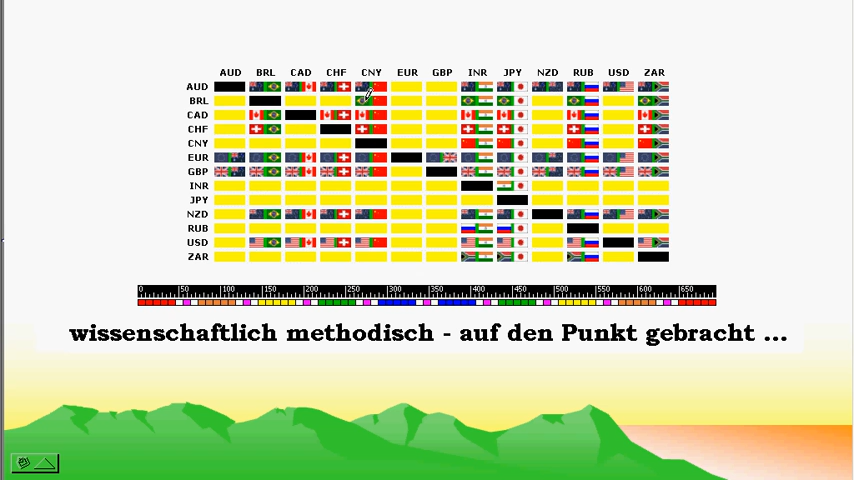 AUD BRL CAD CHF CNY EUR GBP INR JPY NZD RUB USD ZAR
AUD
BRL
CAD
CHF
CNY
EUR
GBP
INR
JPY
NZD
RUB
USD
ZAR
0 50 100 150 200 250 300 350 400 450 500 550 600 650
wissenschaftlich methodisch - auf den Punkt gebracht ...